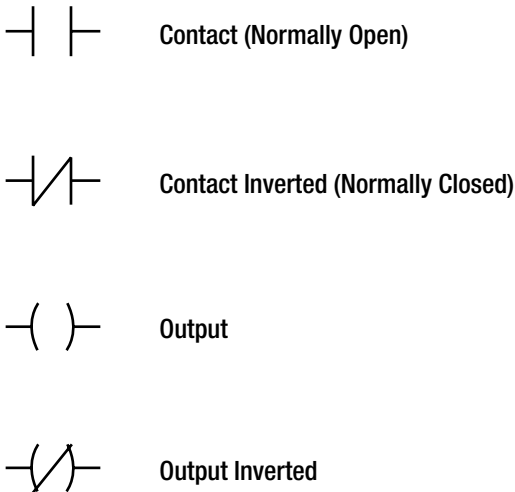 Contact (Normally Open)
Contact Inverted (Normally Closed)
Output
Output Inverted